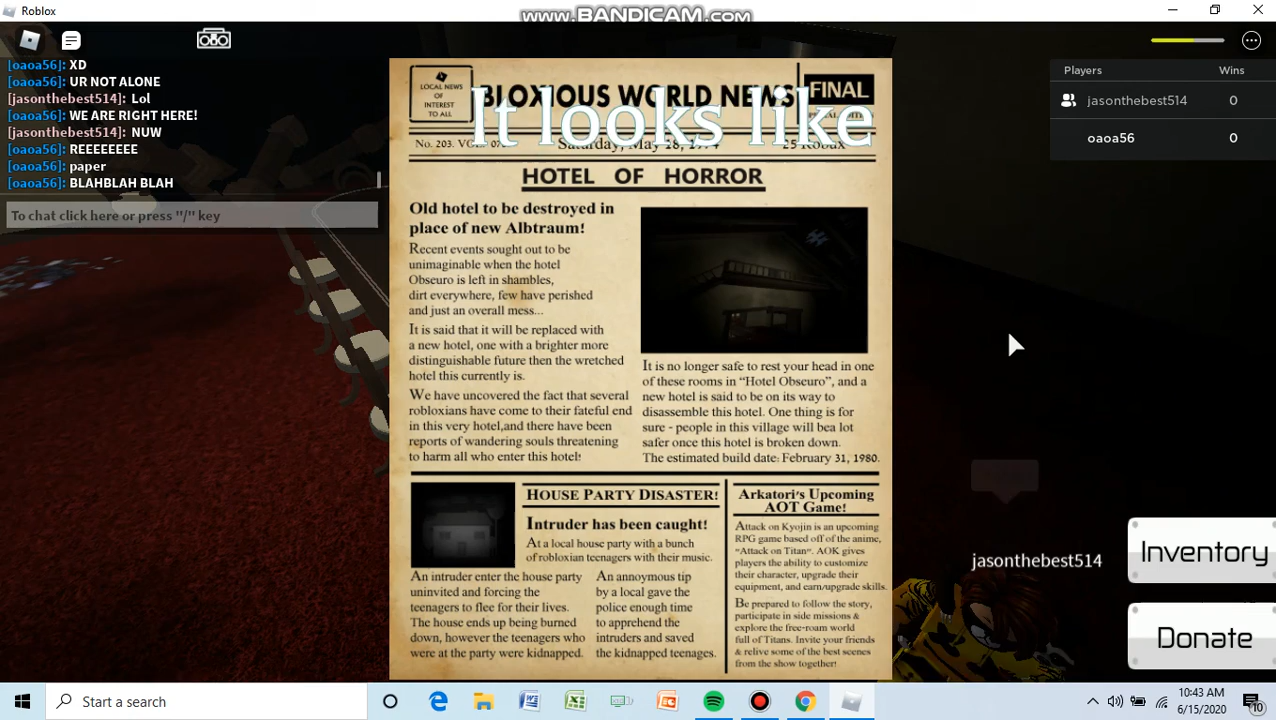 Roblox
www.BANDICAM.com
[oaoa56]: XD
[oaoa56]: UR NOT ALONE
[jasonthebest514]: Lol
[oaoa56]: WE ARE RIGHT HERE!
[jasonthebest514]: NUW
[oaoa56]: REEEEEEEE
[oaoa56]: paper
[oaoa56]: BLAHBLAH BLAH
To chat click here or press "/" key
LOCAL NEWS
OF
INTEREST
TO ALL
BLOXIOUS WORLD NEWS
FINAL
It looks like
No. 203.
Saturday, May
25 Robux
HOTEL OF HORROR
Old hotel to be destroyed in
place of new Albtraum!
Recent events sought out to be
unimaginable when the hotel
Obscuro is left in shambles,
dirt everywhere, few have perished
and just an overall mess...
It is said that it will be replaced with
a new hotel, one with a brighter more
distinguishable future then the wretched
hotel this currently is.
We have uncovered the fact that several
robloxians have come to their fateful end
in this very hotel,and there have been
reports of wandering souls threatening
to harm all who enter this hotel!
It is no longer safe to rest your head in one
of these rooms in “Hotel Obscuro”, and a
new hotel is said to be on its way to
disassemble this hotel. One thing is for
sure - people in this village will bea lot
safer once this hotel is broken down.
The estimated build date: February 31, 1980.
HOUSE PARTY DISASTER!
Intruder has been caught!
At a local house party with a bunch
of robloxian teenagers with their music.
An intruder enter the house party
uninvited and forcing the
teenagers to flee for their lives.
The house ends up being burned
down, however the teenagers who
were at the party were kidnapped.
An annoymous tip
by a local gave the
police enough time
to apprehend the
intruders and saved
the kidnapped teenages.
Arkatori's Upcoming
AOT Game!
Attack on Kyojin is an upcoming
RPG game based off of the anime,
"Attack on Titan". AOK gives
players the ability to customize
their character, upgrade their
equipment, and earn/upgrade skills.
Be prepared to follow the story,
participate in side missions &
explore the free-roam world
full of Titans. Invite your friends
& relive some of the best scenes
from the show together!
Players Wins
jasonthebest514 0
oaoa56 0
jasonthebest514
Inventory
Donate
Start a search
10:43 AM
6/15/2020
10